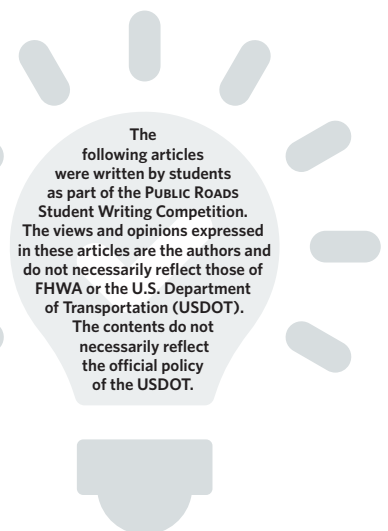 The
following articles
were written by students
as part of the PUBLIC ROADS
Student Writing Competition.
The views and opinions expressed
in these articles are the authors and
do not necessarily reflect those of
FHWA or the U.S. Department
of Transportation (USDOT).
The contents do not
necessarily reflect
the official policy
of the USDOT.